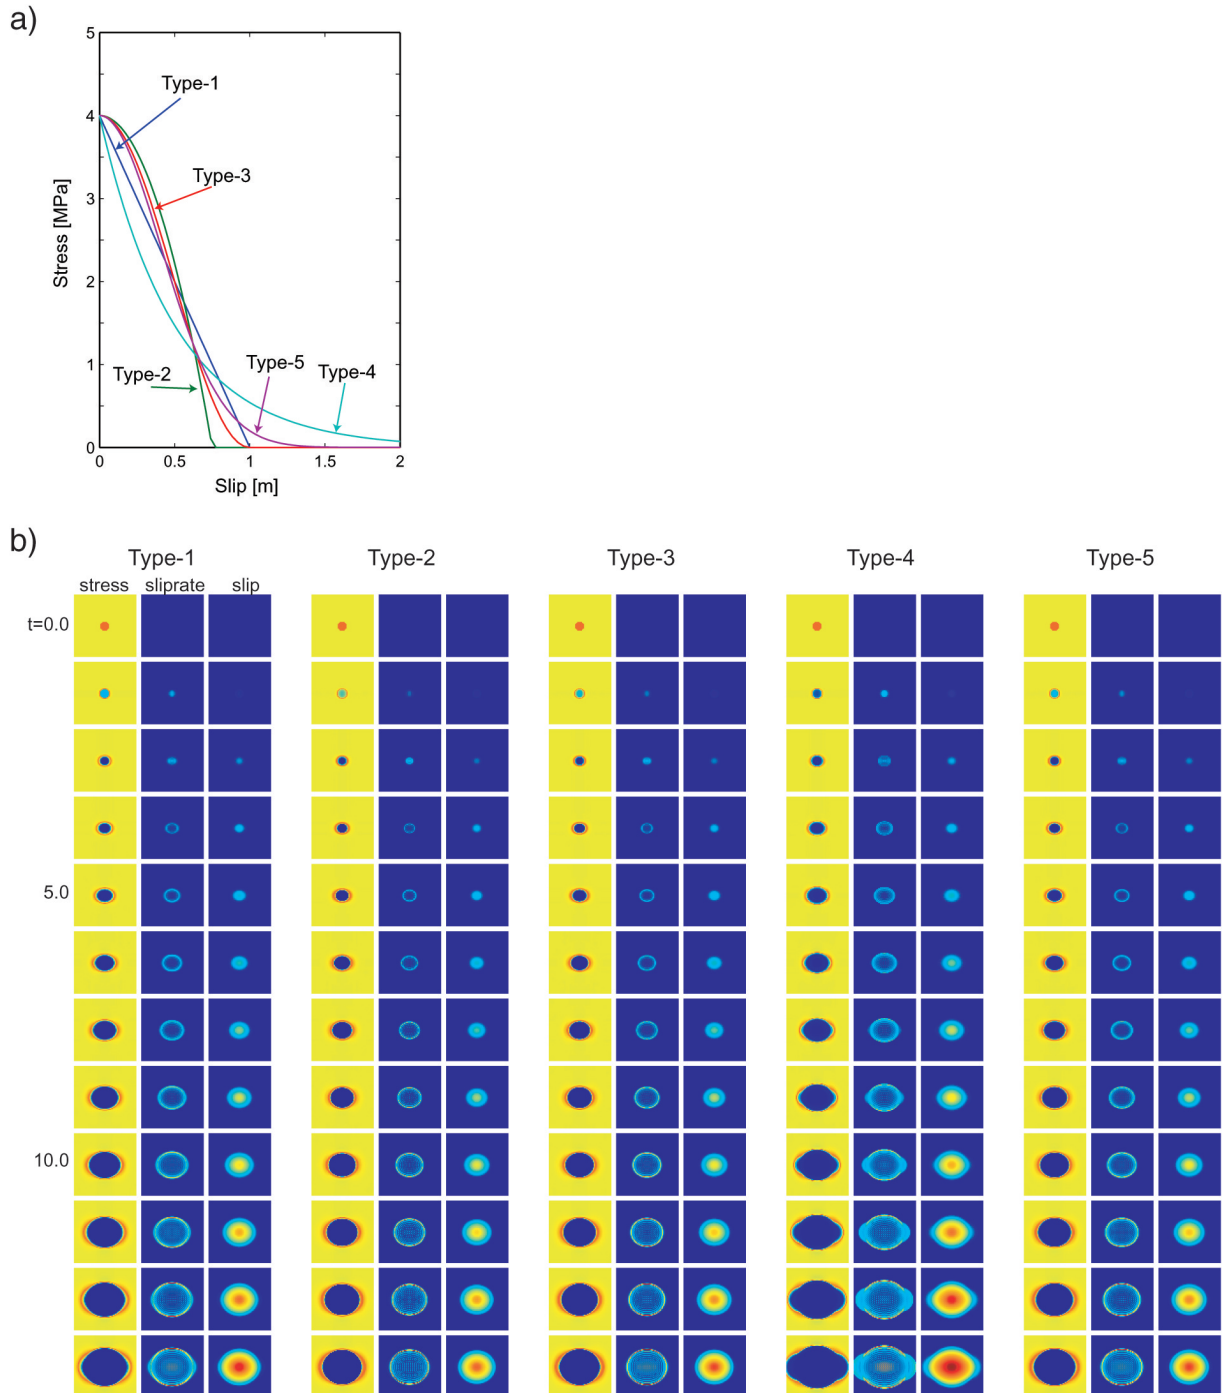 a)
5
4
3
2
1
0
Stress [MPa]
Type-1
Type-3
Type-2
Type-5
Type-4
0 0.5 1 1.5 2
Slip [m]
b)
Type-1 Type-2 Type-3 Type-4 Type-5
stress sliprate slip
t=0.0
5.0
10.0